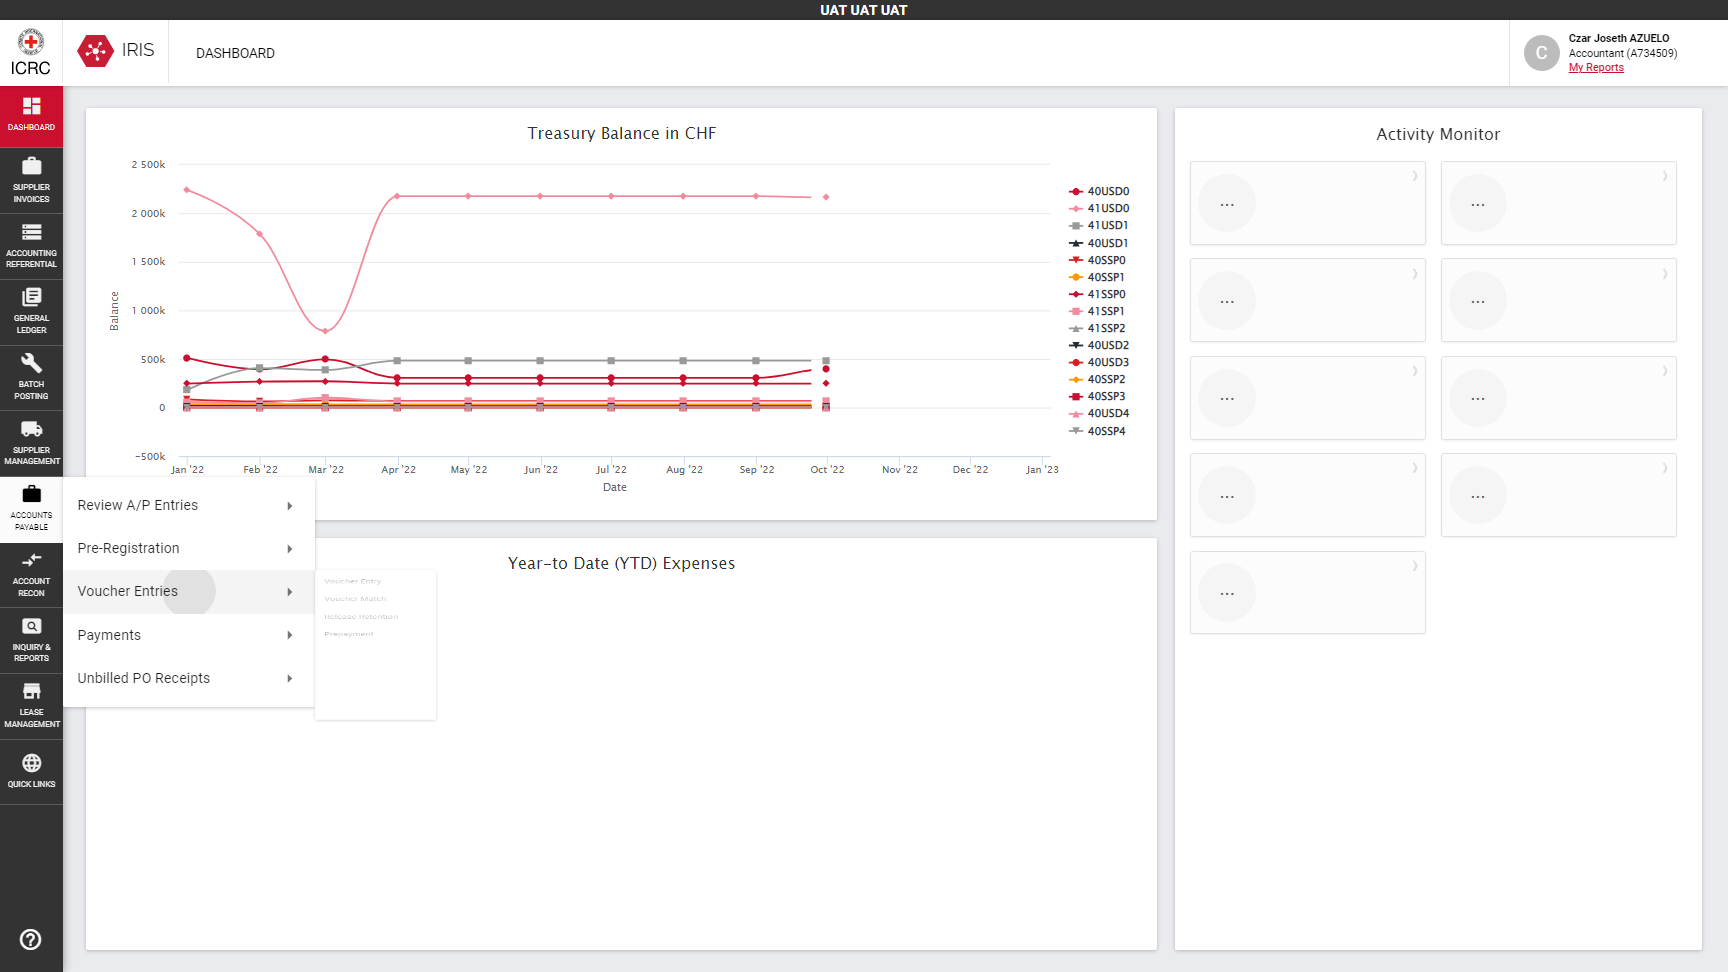 UAT UAT UAT
ICRC
IRIS
DASHBOARD
C
Czar Joseth AZUELO
Accountant (A734509)
My Reports
DASHBOARD
SUPPLIER
INVOICES
ACCOUNTING
REFERENTIAL
GENERAL
LEDGER
BATCH
POSTING
SUPPLIER
MANAGEMENT
ACCOUNTS
PAYABLE
ACCOUNT
RECON
INQUIRY &
REPORTS
LEASE
MANAGEMENT
QUICK LINKS
Treasury Balance in CHF
Balance
2 500k
2 000k
1 500k
1 000k
500k
0
−500k
Jan '22
Feb '22
Mar '22
Apr '22
May '22
Jun '22
Jul '22
Aug '22
Sep '22
Oct '22
Nov '22
Dec '22
Jan '23
Date
40USD0
41USD0
41USD1
40USD1
40SSP0
40SSP1
41SSP0
41SSP1
41SSP2
40USD2
40USD3
40SSP2
40SSP3
40USD4
40SSP4
Review A/P Entries
Pre-Registration
Voucher Entries
Payments
Unbilled PO Receipts
Voucher Entry
Voucher Match
Release Retention
Prepayment
Year-to Date (YTD) Expenses
Activity Monitor
...
...
...
...
...
...
...
...
...